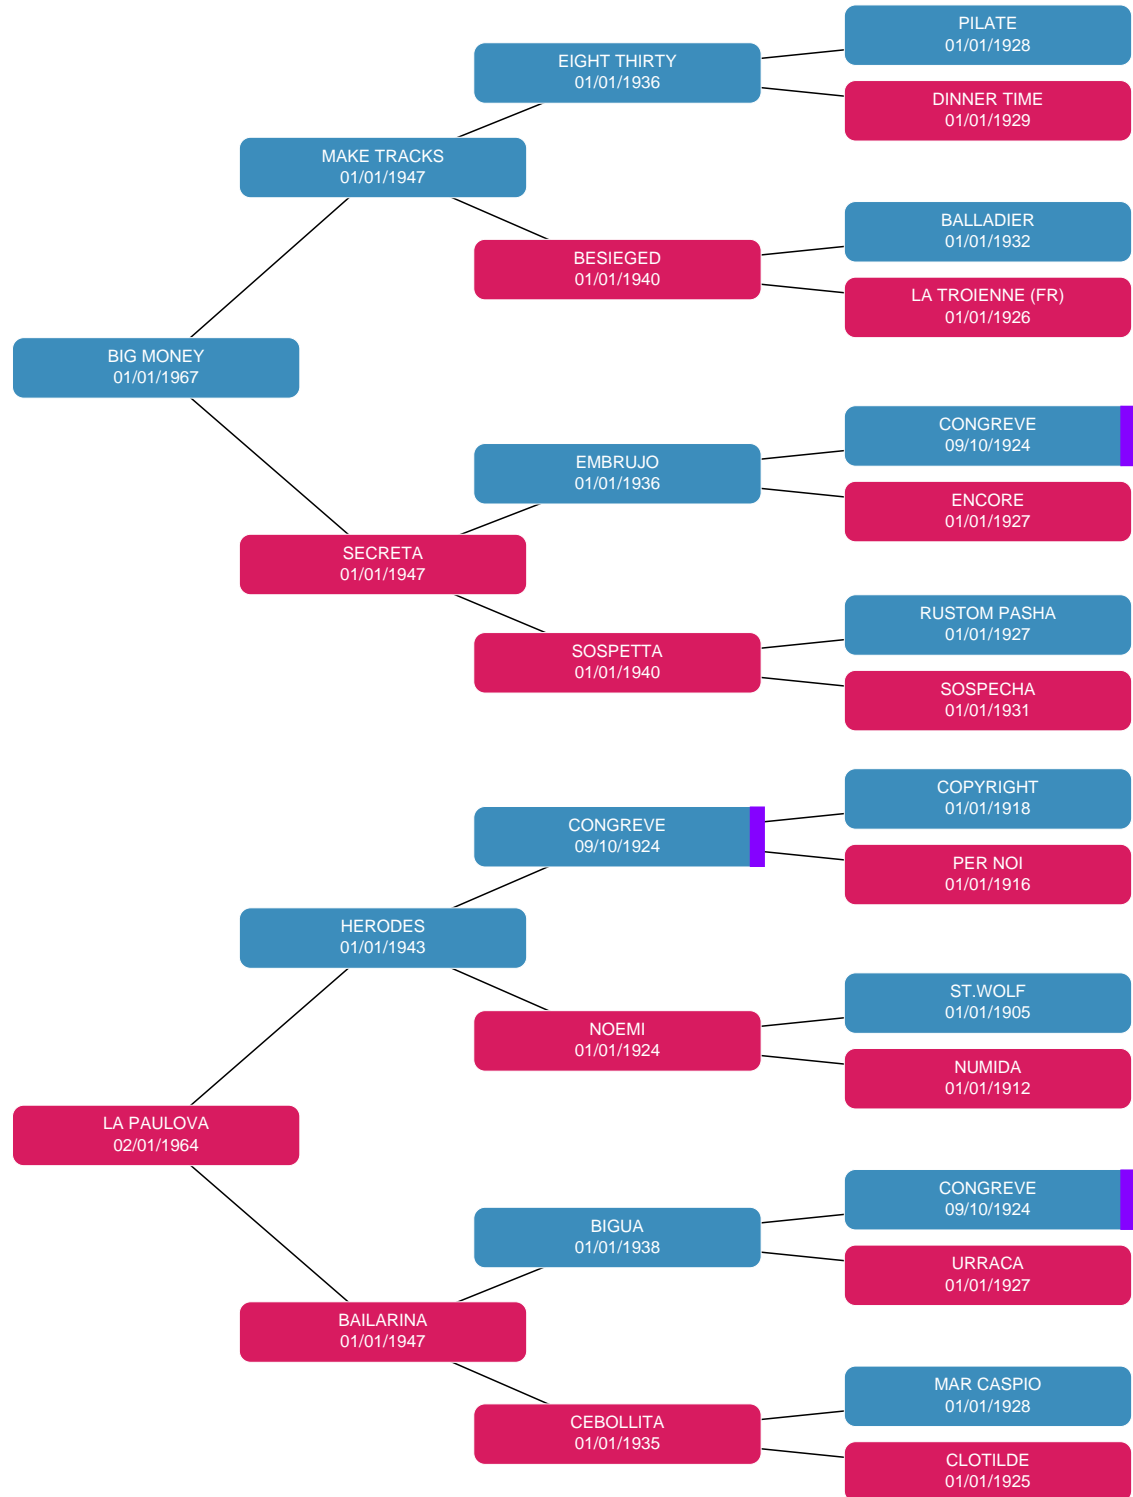 PILATE
01/01/1928
EIGHT THIRTY
01/01/1936
DINNER TIME
01/01/1929
MAKE TRACKS
01/01/1947
BALLADIER
01/01/1932
BESIEGED
01/01/1940
LA TROIENNE (FR)
01/01/1926
BIG MONEY
01/01/1967
CONGREVE
09/10/1924
EMBRUJO
01/01/1936
ENCORE
01/01/1927
SECRETA
01/01/1947
RUSTOM PASHA
01/01/1927
SOSPETTA
01/01/1940
SOSPECHA
01/01/1931
COPYRIGHT
01/01/1918
CONGREVE
09/10/1924
PER NOI
01/01/1916
HERODES
01/01/1943
ST.WOLF
01/01/1905
NOEMI
01/01/1924
NUMIDA
01/01/1912
LA PAULOVA
02/01/1964
CONGREVE
09/10/1924
BIGUA
01/01/1938
URRACA
01/01/1927
BAILARINA
01/01/1947
MAR CASPIO
01/01/1928
CEBOLLITA
01/01/1935
CLOTILDE
01/01/1925